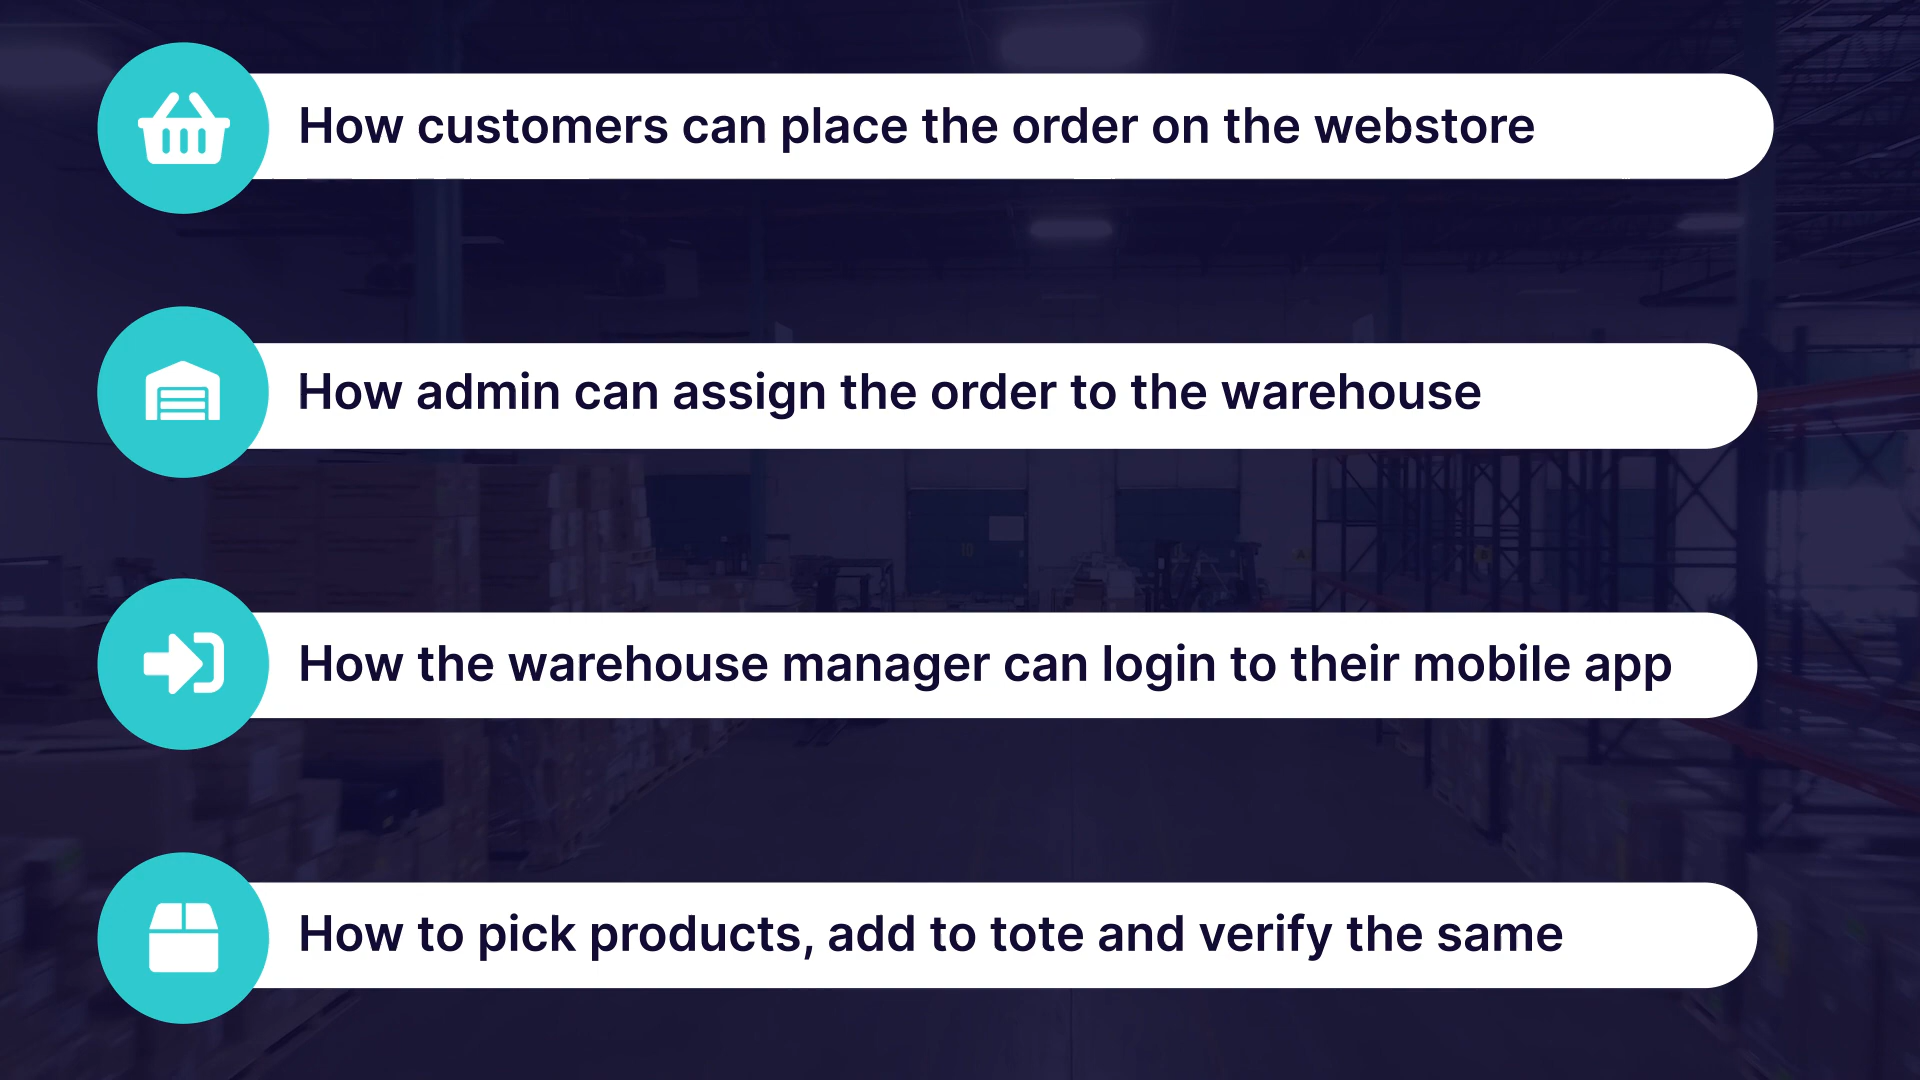 How customers can place the order on the webstore
How admin can assign the order to the warehouse
How the warehouse manager can login to their mobile app
How to pick products, add to tote and verify the same